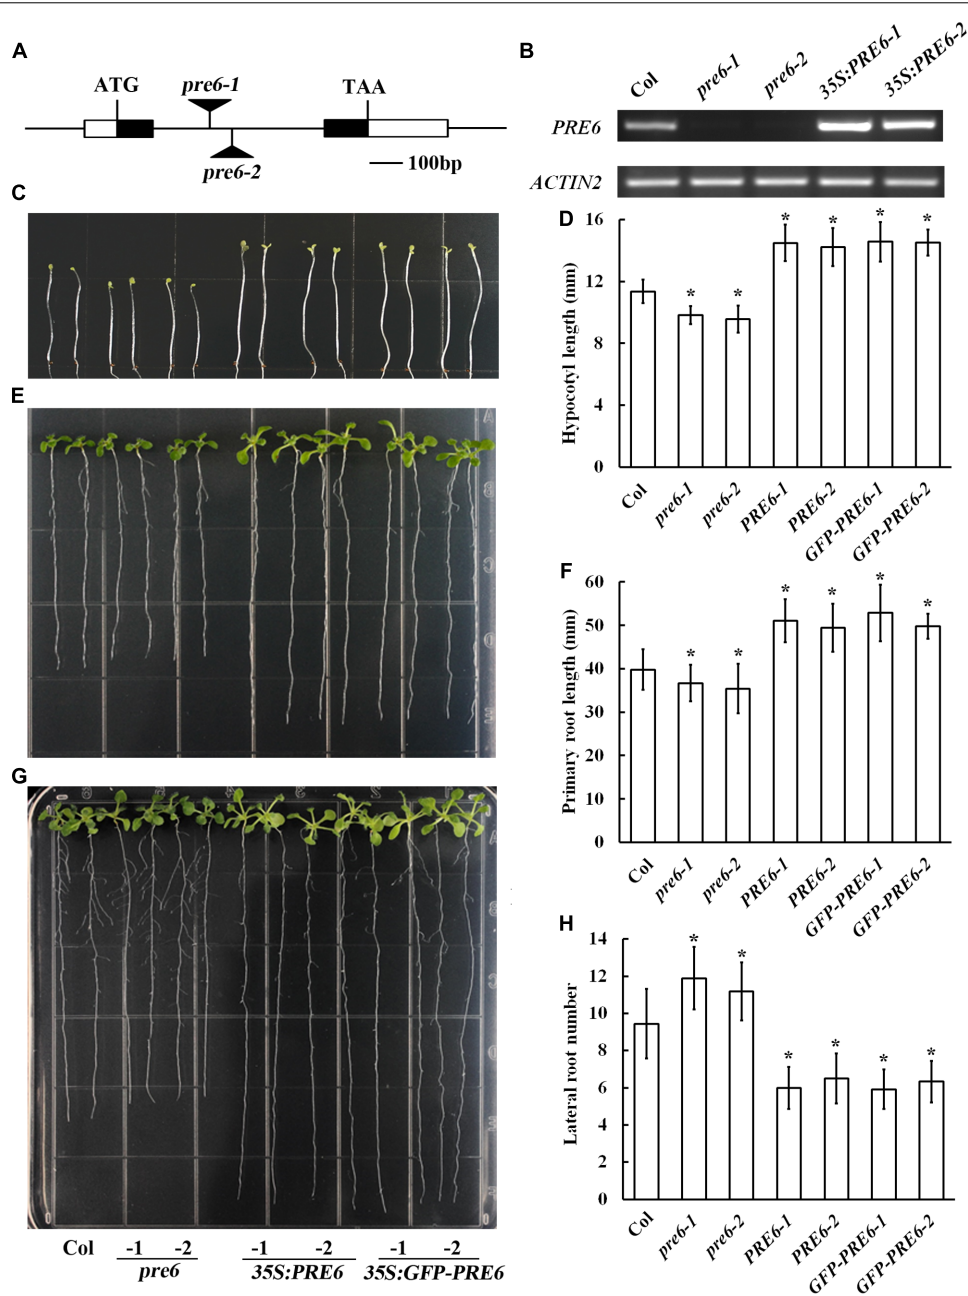 A
ATG
pre6-1
TAA
pre6-2
100bp
B
Col
pre6-1
pre6-2
35S:PRE6-1
35S:PRE6-2
PRE6
ACTIN2
C
D
Hypocotyl length (mm)
16
12
8
4
0
* * * * * *
Col
pre6-1
pre6-2
PRE6-1
PRE6-2
GFP-PRE6-1
GFP-PRE6-2
E
F
Primary root length (mm)
60
50
40
30
20
10
0
* * * * * *
Col
pre6-1
pre6-2
PRE6-1
PRE6-2
GFP-PRE6-1
GFP-PRE6-2
G
Col
-1 -2
pre6
-1 -2
35S:PRE6
-1 -2
35S:GFP-PRE6
H
Lateral root number
14
12
10
8
6
4
2
0
* * * * * *
Col
pre6-1
pre6-2
PRE6-1
PRE6-2
GFP-PRE6-1
GFP-PRE6-2